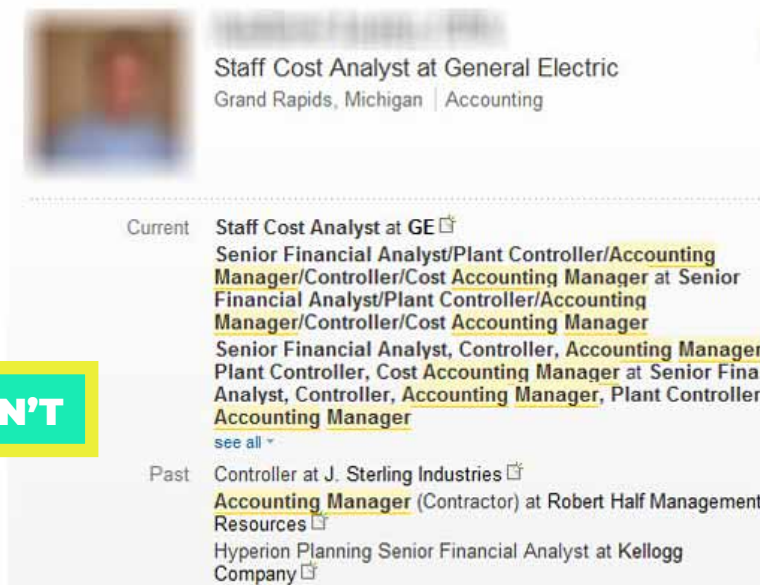 Staff Cost Analyst at General Electric
Grand Rapids, Michigan | Accounting
Current Staff Cost Analyst at GE
Senior Financial Analyst/Plant Controller/Accounting
Manager/Controller/Cost Accounting Manager at Senior
Financial Analyst/Plant Controller/Accounting
Manager/Controller/Cost Accounting Manager
Senior Financial Analyst, Controller, Accounting Manager
Plant Controller, Cost Accounting Manager at Senior Fina
Analyst, Controller, Accounting Manager, Plant Controller
Accounting Manager
N'T
see all
Past Controller at J. Sterling Industries
Accounting Manager (Contractor) at Robert Half Management
Resources
Hyperion Planning Senior Financial Analyst at Kellogg
Company